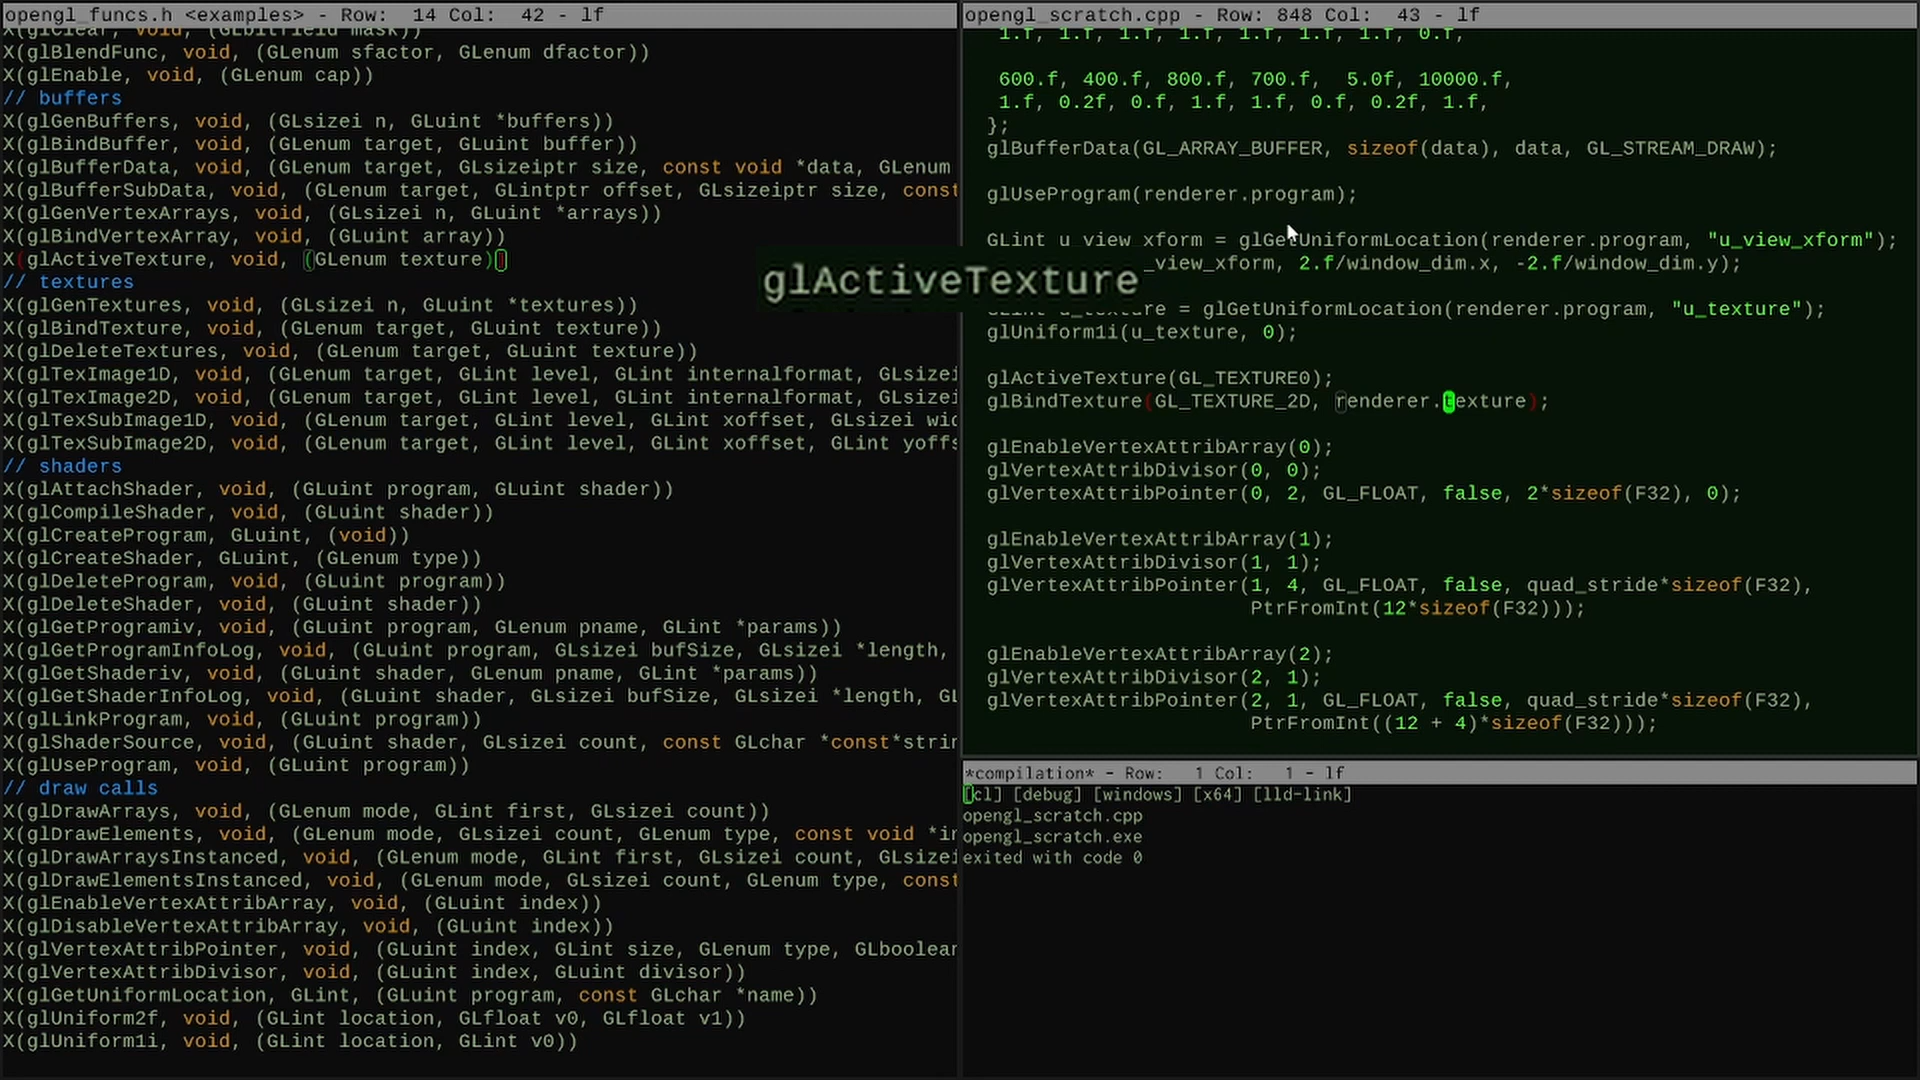 opengl_funcs.h <examples> - Row:  14 Col:  42 - lf
X(glClear, void, (GLbitfield mask))
X(glBlendFunc, void, (GLenum sfactor, GLenum dfactor))
X(glEnable, void, (GLenum cap))
// buffers
X(glGenBuffers, void, (GLsizei n, GLuint *buffers))
X(glBindBuffer, void, (GLenum target, GLuint buffer))
X(glBufferData, void, (GLenum target, GLsizeiptr size, const void *data, GLenum
X(glBufferSubData, void, (GLenum target, GLintptr offset, GLsizeiptr size, const
X(glGenVertexArrays, void, (GLsizei n, GLuint *arrays))
X(glBindVertexArray, void, (GLuint array))
X(glActiveTexture, void, (GLenum texture))
// textures
X(glGenTextures, void, (GLsizei n, GLuint *textures))
X(glBindTexture, void, (GLenum target, GLuint texture))
X(glDeleteTextures, void, (GLenum target, GLuint texture))
X(glTexImage1D, void, (GLenum target, GLint level, GLint internalformat, GLsizei
X(glTexImage2D, void, (GLenum target, GLint level, GLint internalformat, GLsizei
X(glTexSubImage1D, void, (GLenum target, GLint level, GLint xoffset, GLsizei wid
X(glTexSubImage2D, void, (GLenum target, GLint level, GLint xoffset, GLint yoffs
// shaders
X(glAttachShader, void, (GLuint program, GLuint shader))
X(glCompileShader, void, (GLuint shader))
X(glCreateProgram, GLuint, (void))
X(glCreateShader, GLuint, (GLenum type))
X(glDeleteProgram, void, (GLuint program))
X(glDeleteShader, void, (GLuint shader))
X(glGetProgramiv, void, (GLuint program, GLenum pname, GLint *params))
X(glGetProgramInfoLog, void, (GLuint program, GLsizei bufSize, GLsizei *length,
X(glGetShaderiv, void, (GLuint shader, GLenum pname, GLint *params))
X(glGetShaderInfoLog, void, (GLuint shader, GLsizei bufSize, GLsizei *length, GL
X(glLinkProgram, void, (GLuint program))
X(glShaderSource, void, (GLuint shader, GLsizei count, const GLchar *const*strin
X(glUseProgram, void, (GLuint program))
// draw calls
X(glDrawArrays, void, (GLenum mode, GLint first, GLsizei count))
X(glDrawElements, void, (GLenum mode, GLsizei count, GLenum type, const void *in
X(glDrawArraysInstanced, void, (GLenum mode, GLint first, GLsizei count, GLsizei
X(glDrawElementsInstanced, void, (GLenum mode, GLsizei count, GLenum type, const
X(glEnableVertexAttribArray, void, (GLuint index))
X(glDisableVertexAttribArray, void, (GLuint index))
X(glVertexAttribPointer, void, (GLuint index, GLint size, GLenum type, GLboolean
X(glVertexAttribDivisor, void, (GLuint index, GLuint divisor))
X(glGetUniformLocation, GLint, (GLuint program, const GLchar *name))
X(glUniform2f, void, (GLint location, GLfloat v0, GLfloat v1))
X(glUniform1i, void, (GLint location, GLint v0))
glActiveTexture
opengl_scratch.cpp - Row: 848 Col:  43 - lf
1.f, 1.f, 1.f, 1.f, 1.f, 1.f, 1.f, 0.f,
600.f, 400.f, 800.f, 700.f,  5.0f, 10000.f,
1.f, 0.2f, 0.f, 1.f, 1.f, 0.f, 0.2f, 1.f,
};
glBufferData(GL_ARRAY_BUFFER, sizeof(data), data, GL_STREAM_DRAW);
glUseProgram(renderer.program);
GLint u_view_xform = glGetUniformLocation(renderer.program, "u_view_xform");
_view_xform, 2.f/window_dim.x, -2.f/window_dim.y);
GLint u_texture = glGetUniformLocation(renderer.program, "u_texture");
glUniform1i(u_texture, 0);
glActiveTexture(GL_TEXTURE0);
glBindTexture(GL_TEXTURE_2D, renderer.texture);
glEnableVertexAttribArray(0);
glVertexAttribDivisor(0, 0);
glVertexAttribPointer(0, 2, GL_FLOAT, false, 2*sizeof(F32), 0);
glEnableVertexAttribArray(1);
glVertexAttribDivisor(1, 1);
glVertexAttribPointer(1, 4, GL_FLOAT, false, quad_stride*sizeof(F32),
PtrFromInt(12*sizeof(F32)));
glEnableVertexAttribArray(2);
glVertexAttribDivisor(2, 1);
glVertexAttribPointer(2, 1, GL_FLOAT, false, quad_stride*sizeof(F32),
PtrFromInt((12 + 4)*sizeof(F32)));
*compilation* - Row:   1 Col:   1 - lf
[cl] [debug] [windows] [x64] [lld-link]
opengl_scratch.cpp
opengl_scratch.exe
exited with code 0